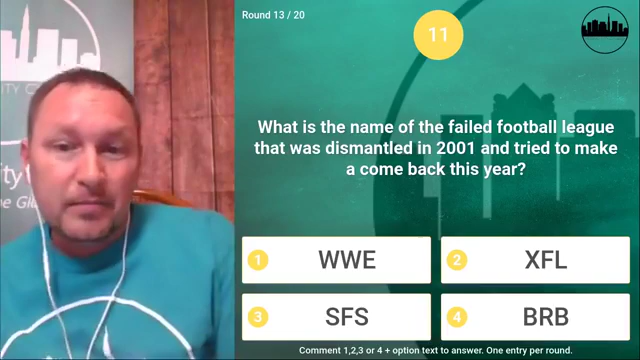 Round 13 / 20
11
What is the name of the failed football league
that was dismantled in 2001 and tried to make
a come back this year?
1 WWE
2 XFL
3 SFS
4 BRB
Comment 1,2,3 or 4 + option text to answer. One entry per round.